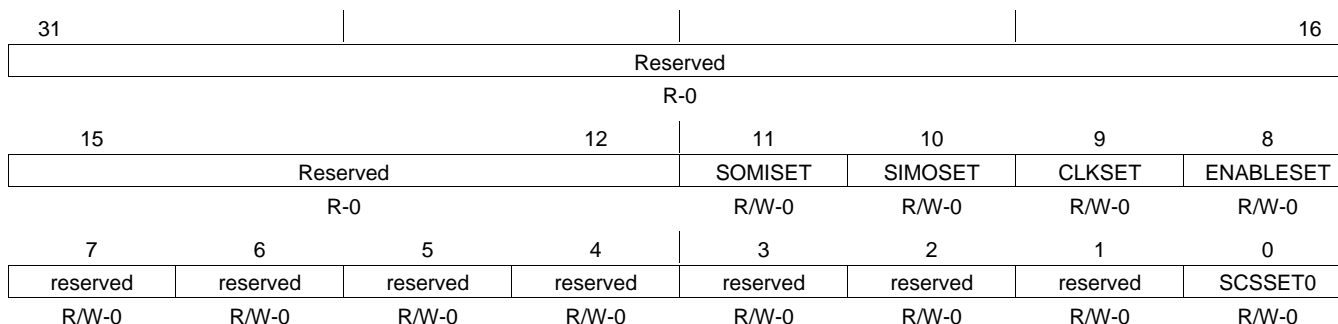 31 16
Reserved
R-0
15 12 11 10 9 8
Reserved SOMISET SIMOSET CLKSET ENABLESET
R-0 R/W-0 R/W-0 R/W-0 R/W-0
7 6 5 4 3 2 1 0
reserved reserved reserved reserved reserved reserved reserved SCSSET0
R/W-0 R/W-0 R/W-0 R/W-0 R/W-0 R/W-0 R/W-0 R/W-0